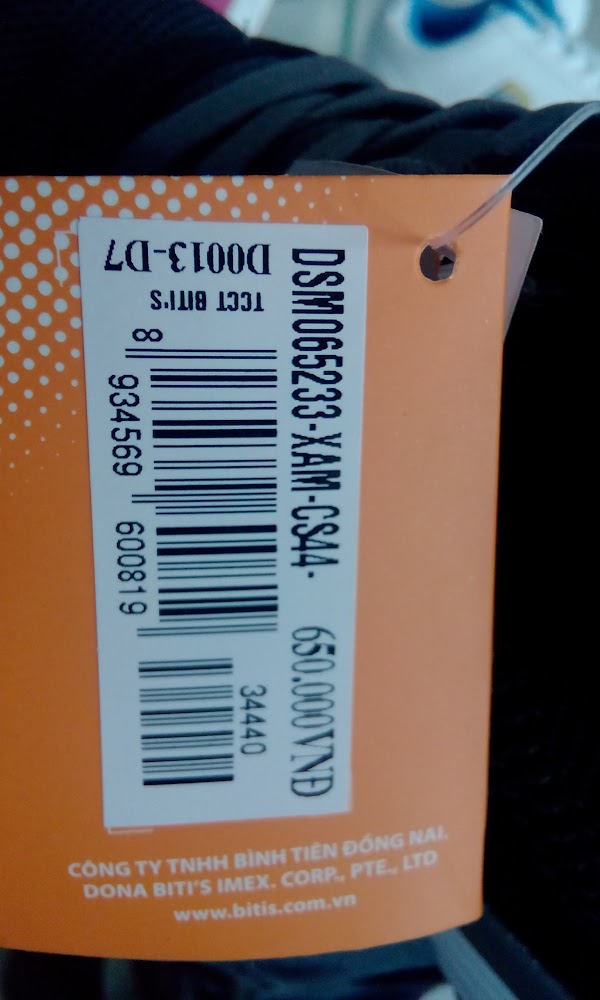 DSM065233-XAM-CS44- 650.000VNĐ
D0013-D7
TCCT BITI'S
8 934569 600819
34440
CÔNG TY TNHH BÌNH TIÊN ĐỒNG NAI.
DONA BITI'S IMEX. CORP., PTE., LTD
www.bitis.com.vn